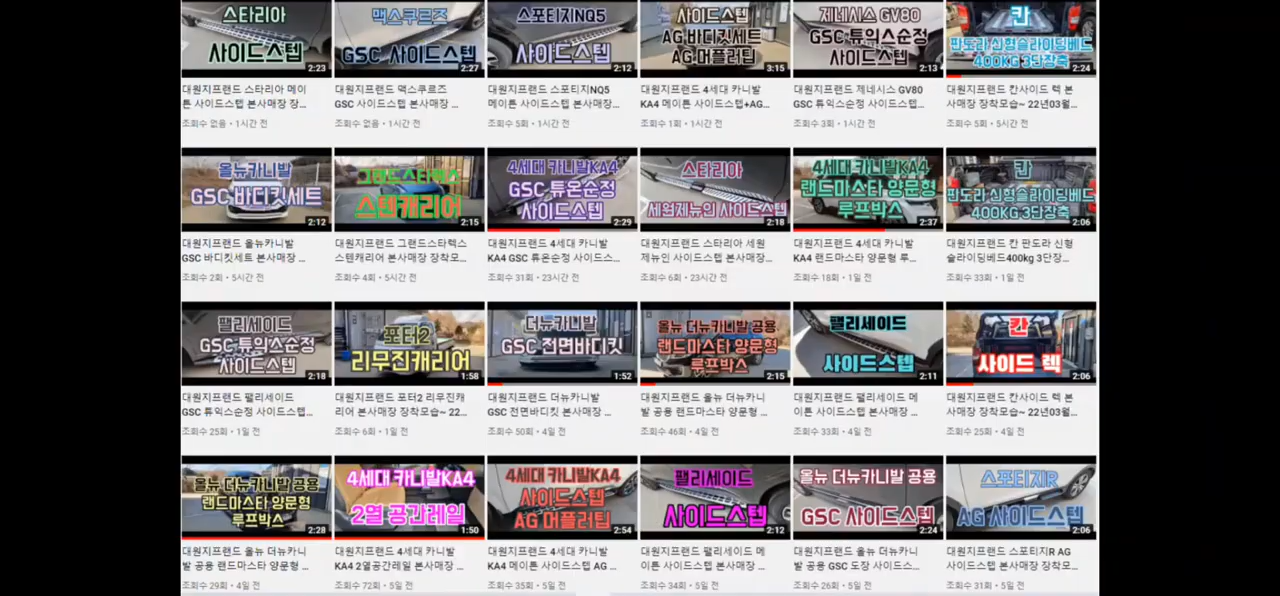 스타리아
사이드스텝
2:23
맥스쿠르즈
GSC 사이드스텝
2:27
스포티지NQ5
사이드스텝
2:12
사이드스텝
AG 바디킷세트
AG 머플러팁
3:15
제네시스 GV80
GSC 튜익스순정
사이드스텝
2:13
칸
판도라 신형슬라이딩베드
400KG 3단장축
2:24
대원지프랜드 스타리아 메이
튼 사이드스텝 본사매장 장...
조회수 없음 • 1시간 전
대원지프랜드 맥스쿠르즈
GSC 사이드스텝 본사매장 ...
조회수 없음 • 1시간 전
대원지프랜드 스포티지NQ5
메이튼 사이드스텝 본사매장...
조회수 5회 • 1시간 전
대원지프랜드 4세대 카니발
KA4 메이튼 사이드스텝+AG...
조회수 1회 • 1시간 전
대원지프랜드 제네시스 GV80
GSC 튜익스순정 사이드스텝...
조회수 3회 • 1시간 전
대원지프랜드 칸사이드 렉 본
사매장 장착모습~ 22년03월...
조회수 5회 • 5시간 전
올뉴카니발
GSC 바디킷세트
2:12
그랜드스타렉스
스텐캐리어
2:15
4세대 카니발KA4
GSC 튜온순정
사이드스텝
2:29
스타리아
세원제뉴인 사이드스텝
2:18
4세대 카니발KA4
랜드마스타 양문형
루프박스
2:37
칸
판도라 신형슬라이딩베드
400KG 3단장축
2:06
대원지프랜드 올뉴카니발
GSC 바디킷세트 본사매장 ...
조회수 2회 • 5시간 전
대원지프랜드 그랜드스타렉스
스텐캐리어 본사매장 장착모...
조회수 4회 • 5시간 전
대원지프랜드 4세대 카니발
KA4 GSC 튜온순정 사이드스...
조회수 31회 • 23시간 전
대원지프랜드 스타리아 세원
제뉴인 사이드스텝 본사매장...
조회수 6회 • 23시간 전
대원지프랜드 4세대 카니발
KA4 랜드마스타 양문형 루...
조회수 18회 • 1일 전
대원지프랜드 칸 판도라 신형
슬라이딩베드400kg 3단장...
조회수 33회 • 1일 전
팰리세이드
GSC 튜익스순정
사이드스텝
2:18
포터2
리무진캐리어
1:58
더뉴카니발
GSC 전면바디킷
1:52
올뉴 더뉴카니발 공용
랜드마스타 양문형
루프박스
2:15
팰리세이드
사이드스텝
2:11
칸
사이드 렉
2:06
대원지프랜드 팰리세이드
GSC 튜익스순정 사이드스텝...
조회수 25회 • 1일 전
대원지프랜드 포터2 리무진캐
리어 본사매장 장착모습~ 22...
조회수 6회 • 1일 전
대원지프랜드 더뉴카니발
GSC 전면바디킷 본사매장 ...
조회수 50회 • 4일 전
대원지프랜드 올뉴 더뉴카니
발 공용 랜드마스타 양문형 ...
조회수 46회 • 4일 전
대원지프랜드 팰리세이드 메
이튼 사이드스텝 본사매장 ...
조회수 33회 • 4일 전
대원지프랜드 칸사이드 렉 본
사매장 장착모습~ 22년03월...
조회수 25회 • 4일 전
올뉴 더뉴카니발 공용
랜드마스타 양문형
루프박스
2:28
4세대 카니발KA4
2열 공간레일
1:50
4세대 카니발KA4
사이드스텝
AG 머플러팁
2:54
팰리세이드
사이드스텝
2:12
올뉴 더뉴카니발 공용
GSC 사이드스텝
2:24
스포티지R
AG 사이드스텝
2:06
대원지프랜드 올뉴 더뉴카니
발 공용 랜드마스타 양문형 ...
조회수 29회 • 4일 전
대원지프랜드 4세대 카니발
KA4 2열공간레일 본사매장 ...
조회수 72회 • 5일 전
대원지프랜드 4세대 카니발
KA4 메이튼 사이드스텝 AG ...
조회수 35회 • 5일 전
대원지프랜드 팰리세이드 메
이튼 사이드스텝 본사매장 ...
조회수 34회 • 5일 전
대원지프랜드 올뉴 더뉴카니
발 공용 GSC 도장 사이드스...
조회수 26회 • 5일 전
대원지프랜드 스포티지R AG
사이드스텝 본사매장 장착모...
조회수 31회 • 5일 전